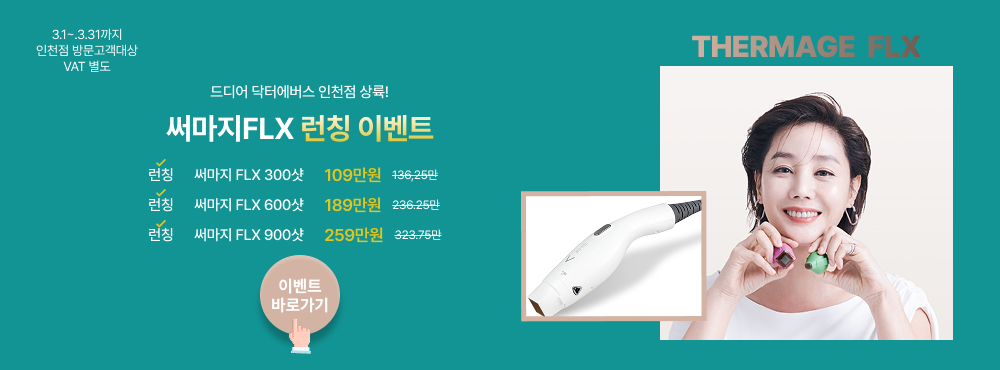 3.1~.3.31까지
인천점 방문고객대상
VAT 별도
드디어 닥터에버스 인천점 상륙!
써마지FLX 런칭 이벤트
런칭 써마지 FLX 300샷 109만원 136,25만
런칭 써마지 FLX 600샷 189만원 236.25만
런칭 써마지 FLX 900샷 259만원 323.75만
이벤트
바로가기
THERMAGE FLX